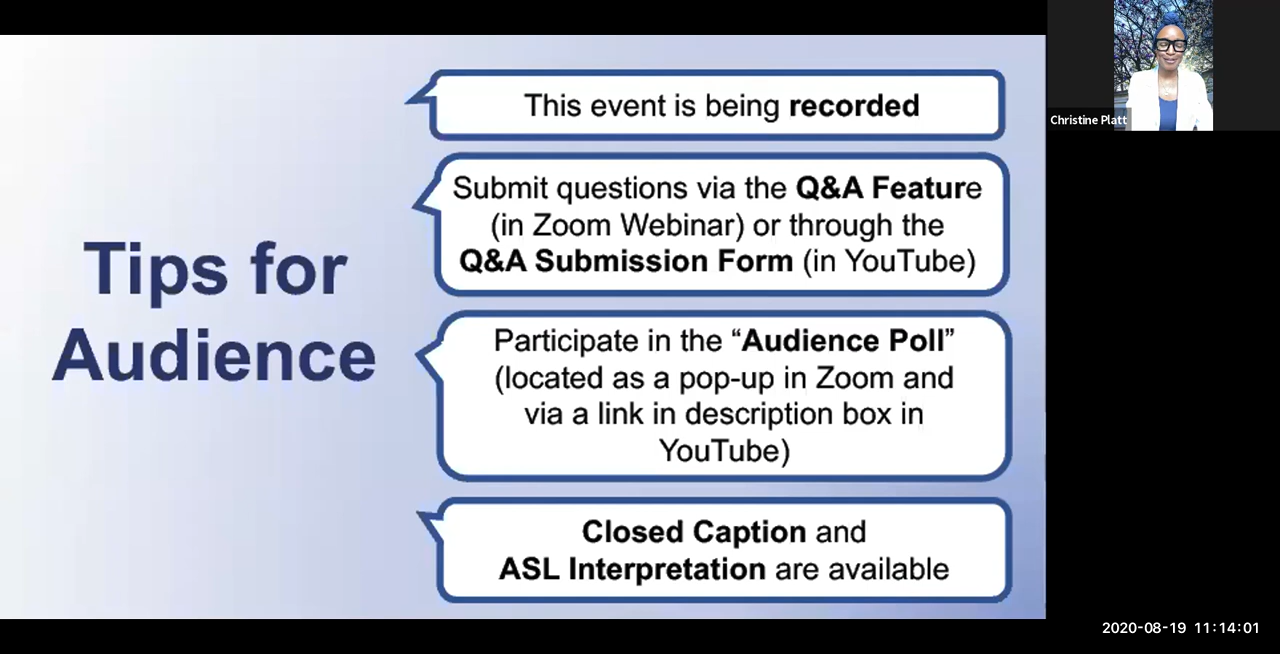 Tips for
Audience
This event is being recorded
Submit questions via the Q&A Feature
(in Zoom Webinar) or through the
Q&A Submission Form (in YouTube)
Participate in the “Audience Poll”
(located as a pop-up in Zoom and
via a link in description box in
YouTube)
Closed Caption and
ASL Interpretation are available
Christine Platt
2020-08-19 11:14:01